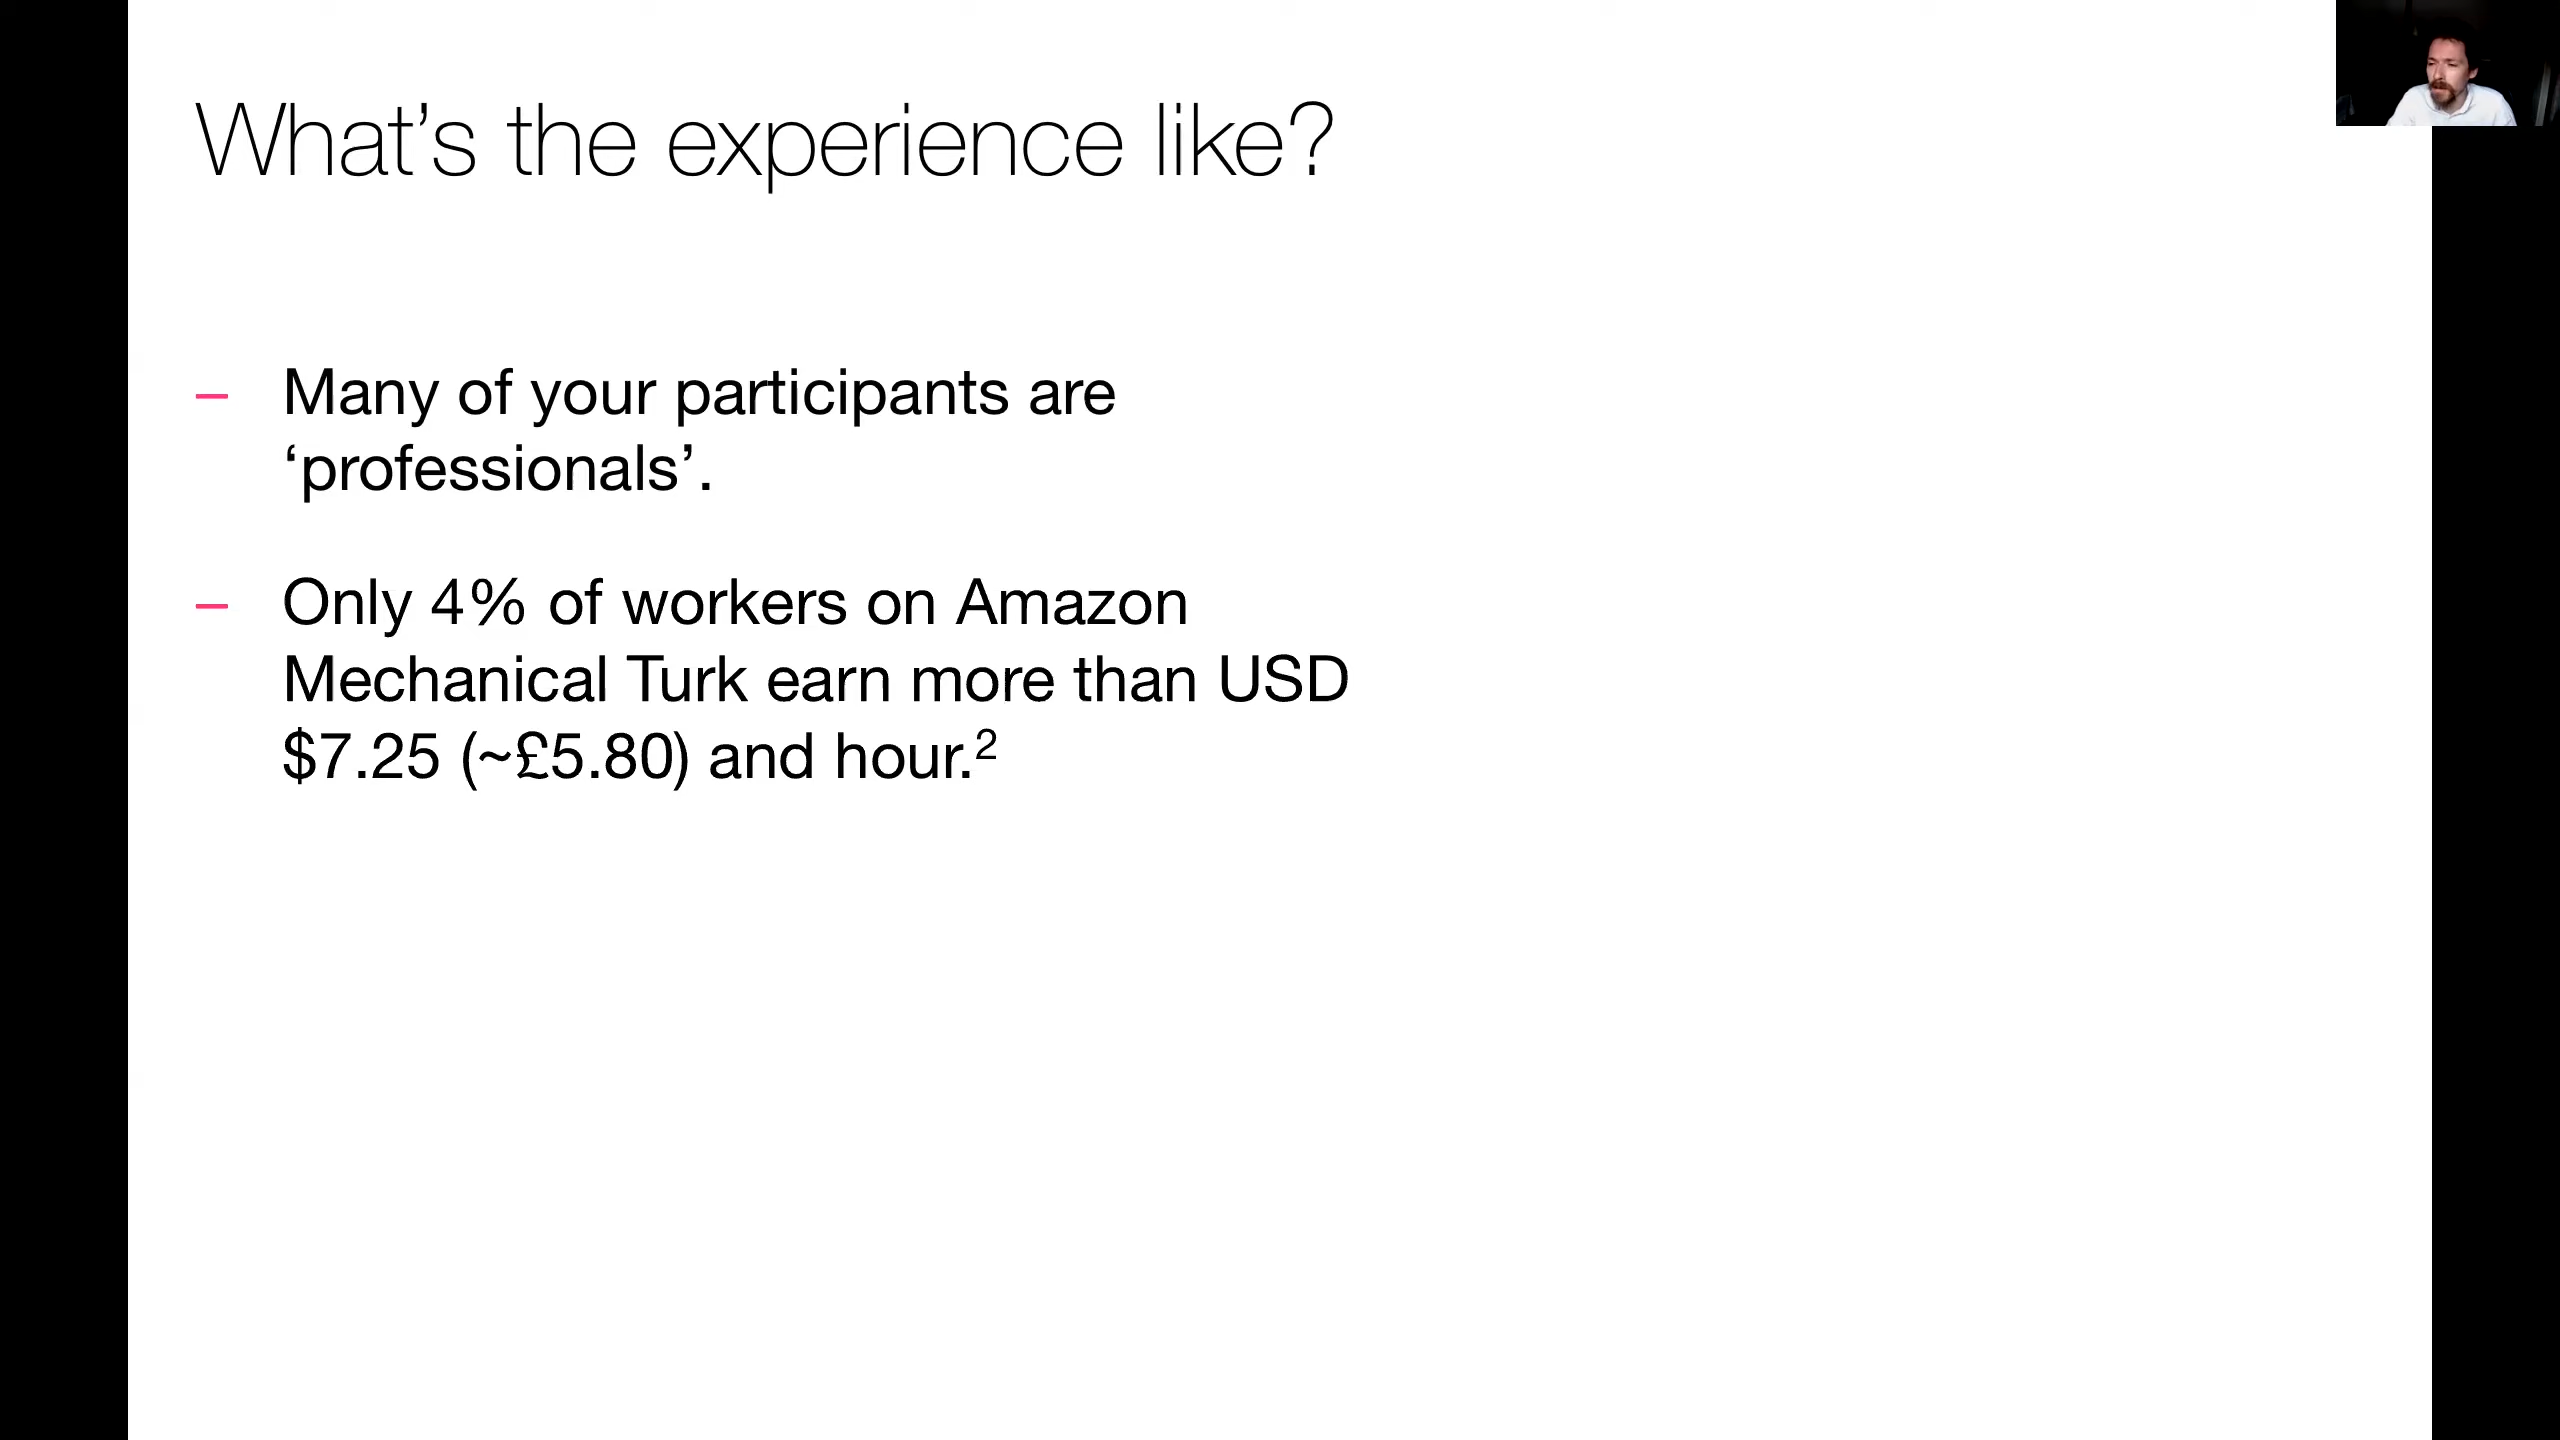 What’s the experience like?
– Many of your participants are
‘professionals’.
– Only 4% of workers on Amazon
Mechanical Turk earn more than USD
$7.25 (~£5.80) and hour.²